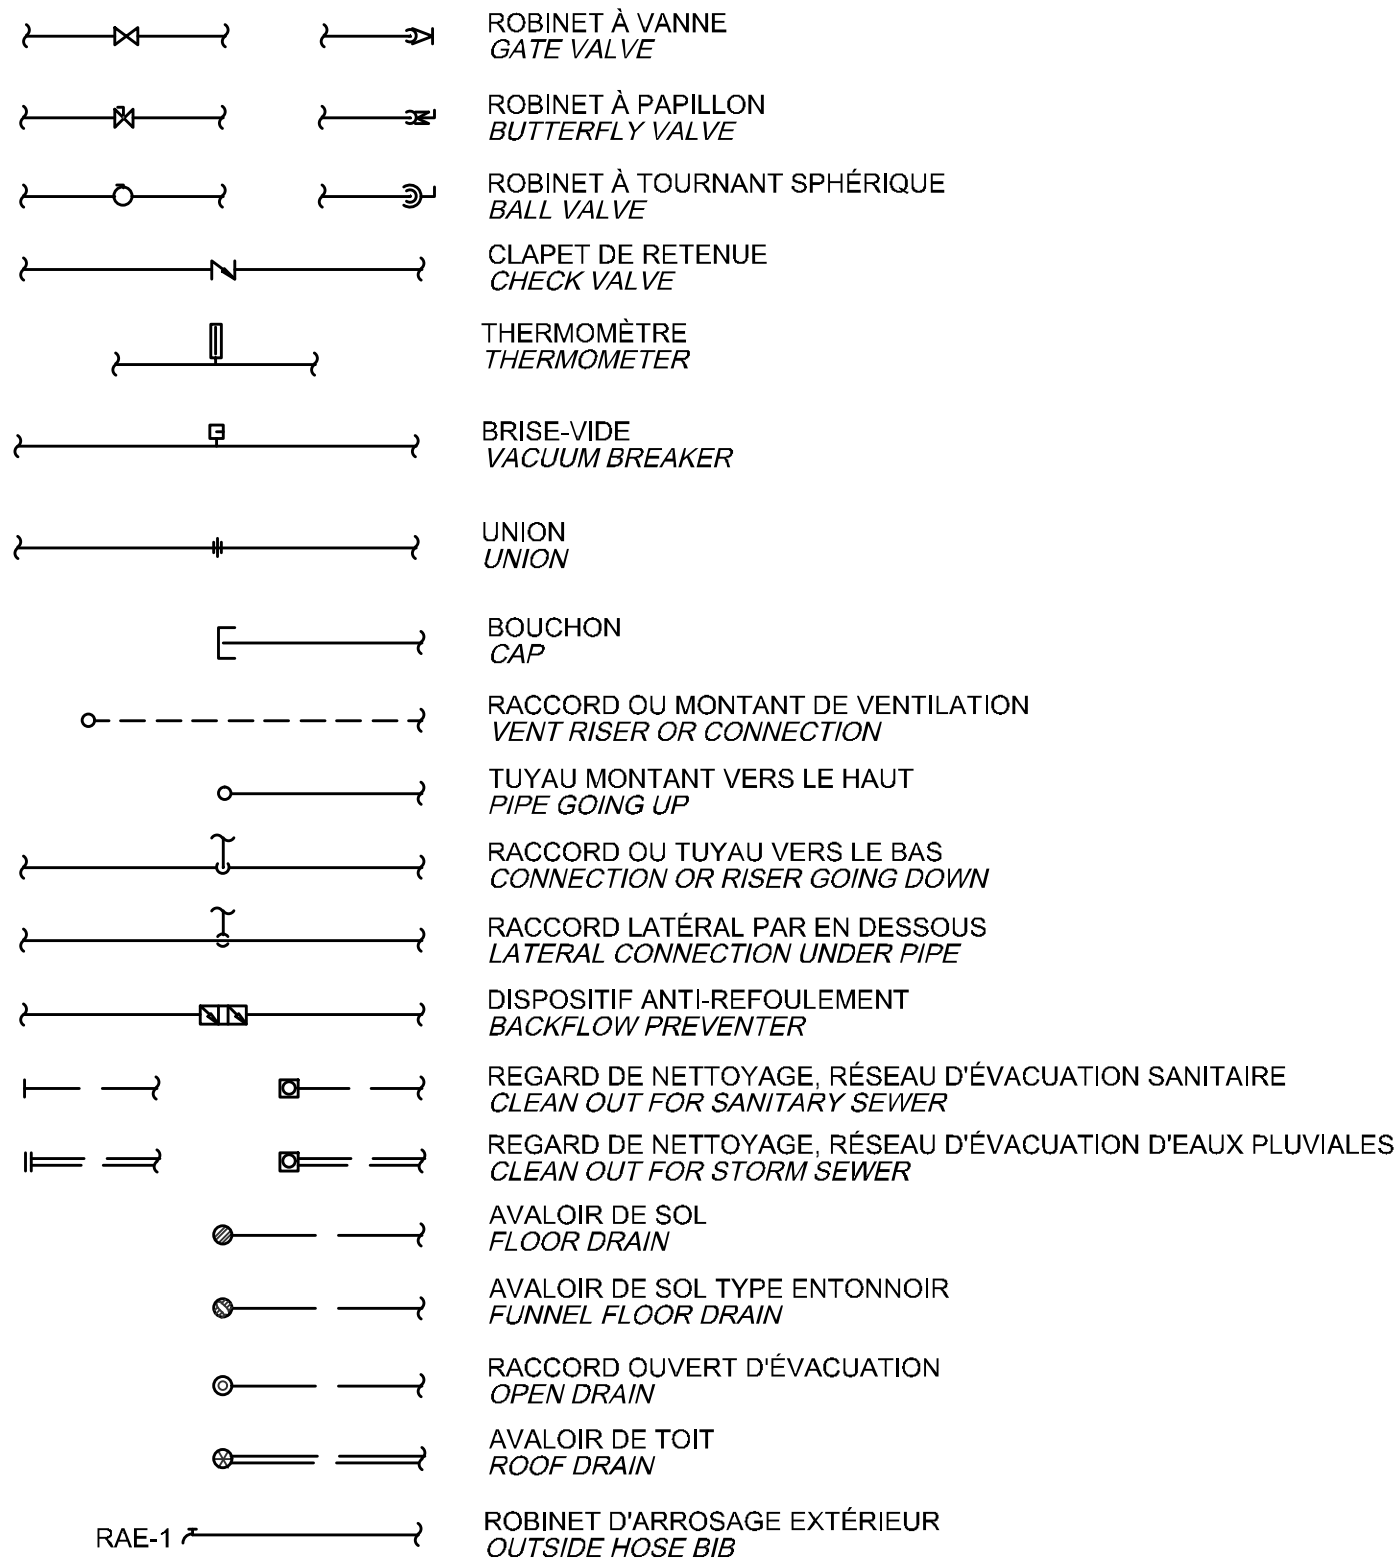 ROBINET À VANNE
GATE VALVE
ROBINET À PAPILLON
BUTTERFLY VALVE
ROBINET À TOURNANT SPHÉRIQUE
BALL VALVE
CLAPET DE RETENUE
CHECK VALVE
THERMOMÈTRE
THERMOMETER
BRISE-VIDE
VACUUM BREAKER
UNION
UNION
BOUCHON
CAP
RACCORD OU MONTANT DE VENTILATION
VENT RISER OR CONNECTION
TUYAU MONTANT VERS LE HAUT
PIPE GOING UP
RACCORD OU TUYAU VERS LE BAS
CONNECTION OR RISER GOING DOWN
RACCORD LATÉRAL PAR EN DESSOUS
LATERAL CONNECTION UNDER PIPE
DISPOSITIF ANTI-REFOULEMENT
BACKFLOW PREVENTER
REGARD DE NETTOYAGE, RÉSEAU D'ÉVACUATION SANITAIRE
CLEAN OUT FOR SANITARY SEWER
REGARD DE NETTOYAGE, RÉSEAU D'ÉVACUATION D'EAUX PLUVIALES
CLEAN OUT FOR STORM SEWER
AVALOIR DE SOL
FLOOR DRAIN
AVALOIR DE SOL TYPE ENTONNOIR
FUNNEL FLOOR DRAIN
RACCORD OUVERT D'ÉVACUATION
OPEN DRAIN
AVALOIR DE TOIT
ROOF DRAIN
RAE-1 ROBINET D'ARROSAGE EXTÉRIEUR
OUTSIDE HOSE BIB